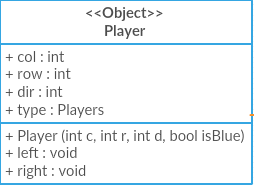 <<Object>>
Player
+ col : int
+ row : int
+ dir : int
+ type : Players
+ Player (int c, int r, int d, bool isBlue)
+ left : void
+ right : void